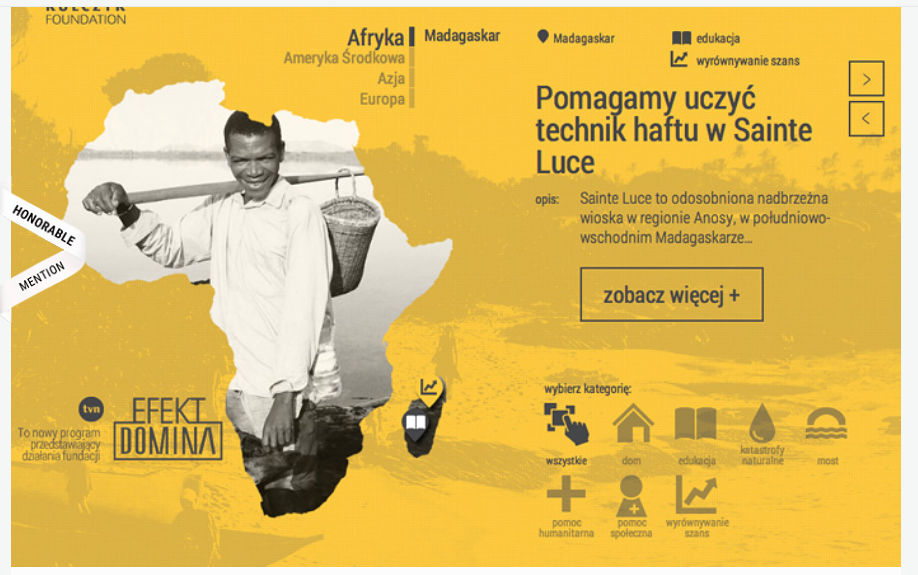 KULCZYK
FOUNDATION
Afryka
Ameryka Środkowa
Azja
Europa
Madagaskar
Madagaskar
edukacja
wyrównywanie szans
Pomagamy uczyć
technik haftu w Sainte
Luce
opis:
Sainte Luce to odosobniona nadbrzeżna
wioska w regionie Anosy, w południowo-
wschodnim Madagaskarze...
zobacz więcej +
HONORABLE
MENTION
tvn
To nowy program
przedstawiający
działania fundacji
EFEKT
DOMINA
wybierz kategorię:
wszystkie
dom
edukacja
katastrofy
naturalne
most
pomoc
humanitarna
pomoc
społeczna
wyrównywanie
szans